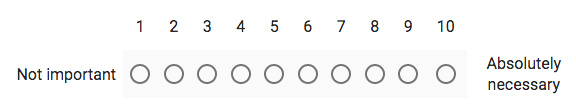 1 2 3 4 5 6 7 8 9 10
Not important
Absolutely
necessary